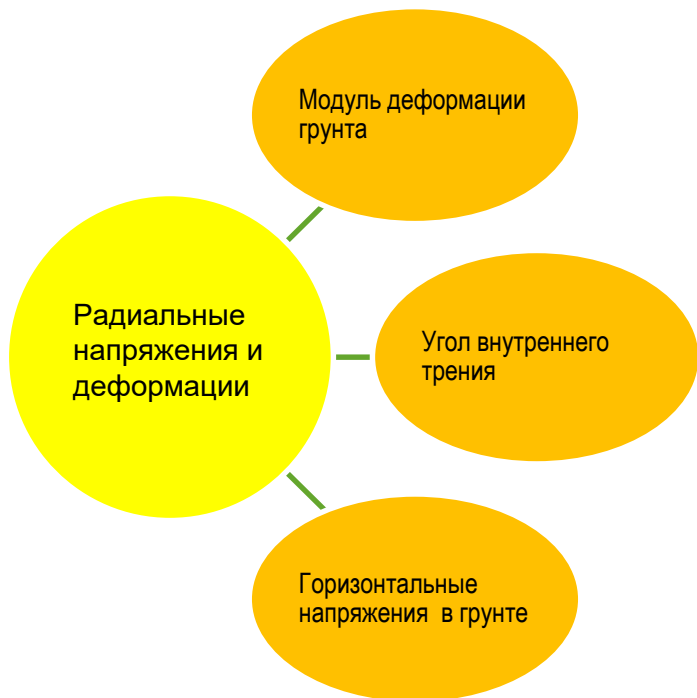 Модуль деформации
грунта
Радиальные
напряжения и
деформации
Угол внутреннего
трения
Горизонтальные
напряжения в грунте